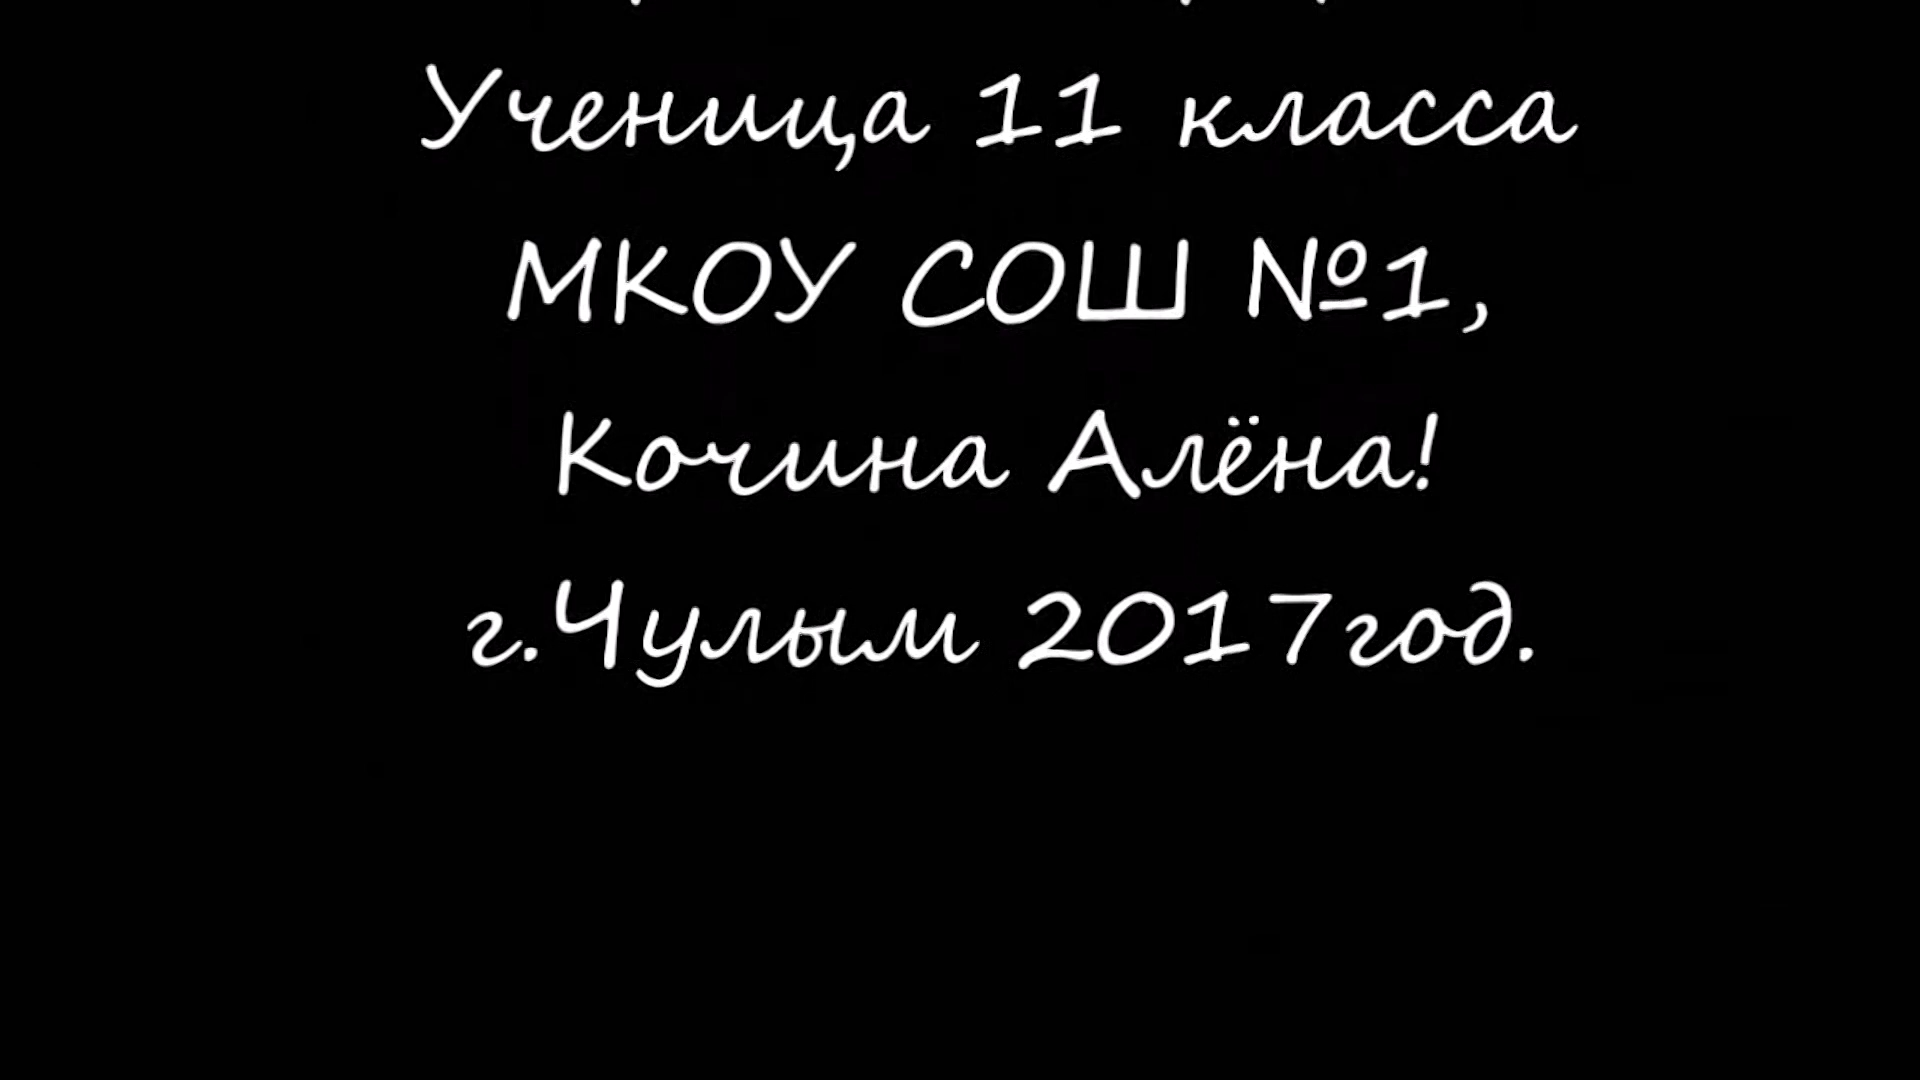 Ученица 11 класса
МКОУ СОШ №1,
Кочина Алёна!
г.Чулым 2017год.